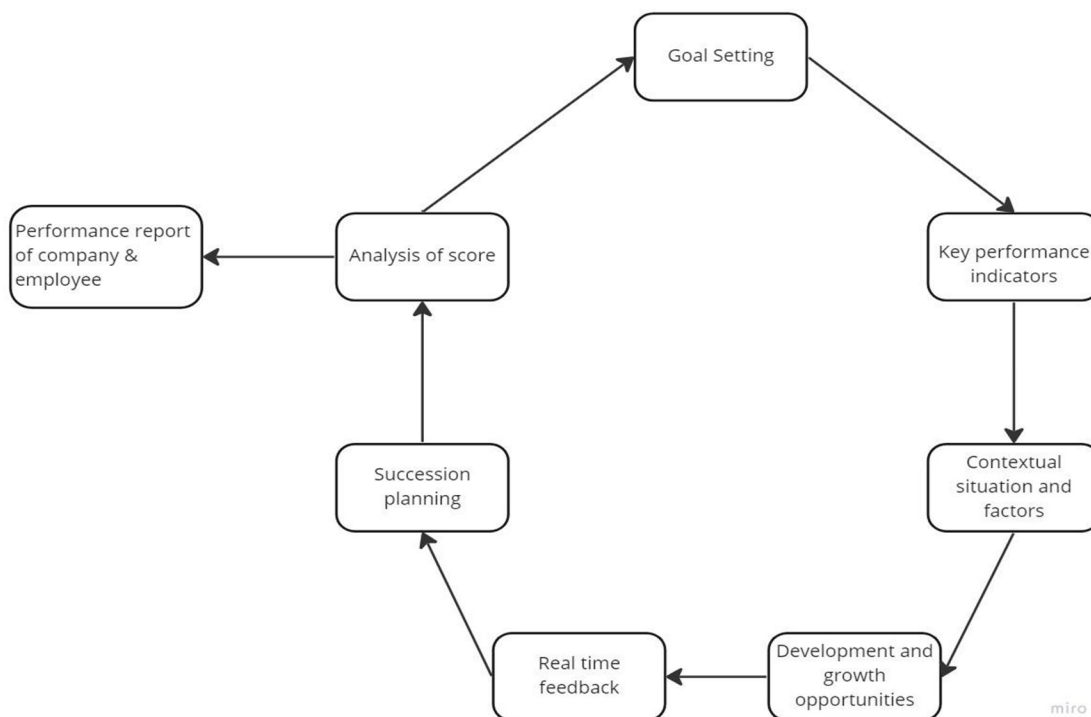 Goal Setting
Performance report
of company &
employee
Analysis of score
Key performance
indicators
Succession
planning
Contextual
situation and
factors
Real time
feedback
Development and
growth
opportunities
miro